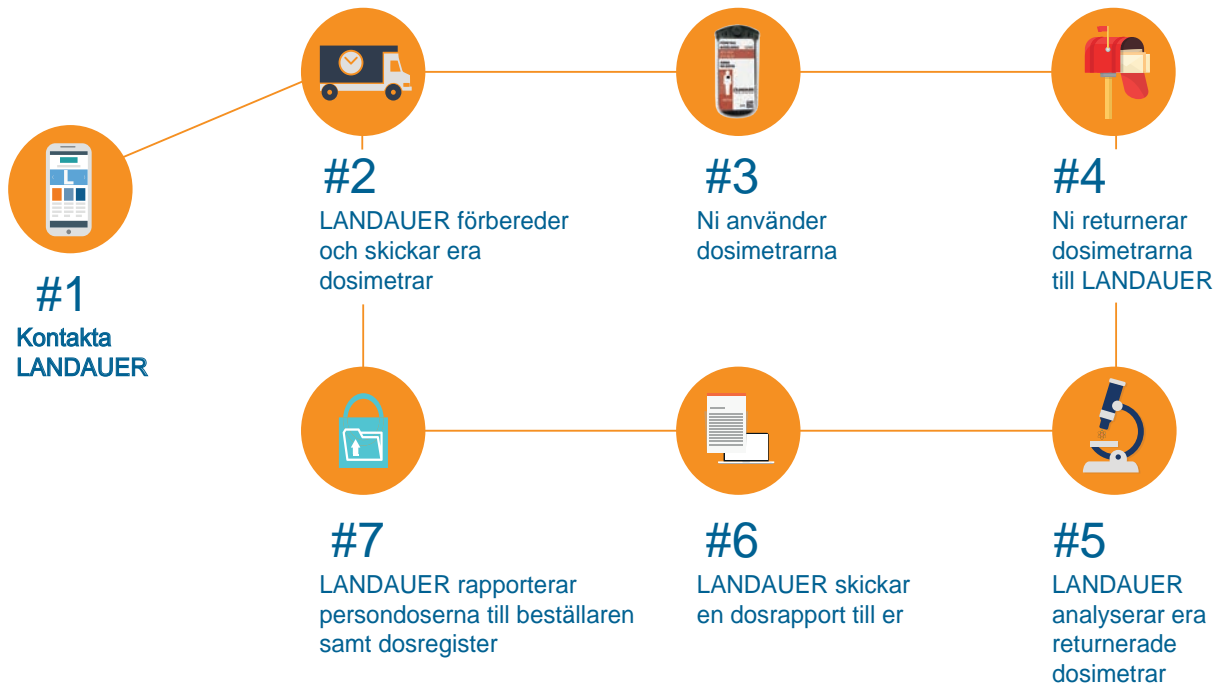 #1
Kontakta
LANDAUER
#2
LANDAUER förbereder
och skickar era
dosimetrar
#3
Ni använder
dosimetrarna
#4
Ni returnerar
dosimetrarna
till LANDAUER
#5
LANDAUER
analyserar era
returnerade
dosimetrar
#6
LANDAUER skickar
en dosrapport till er
#7
LANDAUER rapporterar
persondoserna till beställaren
samt dosregister
L